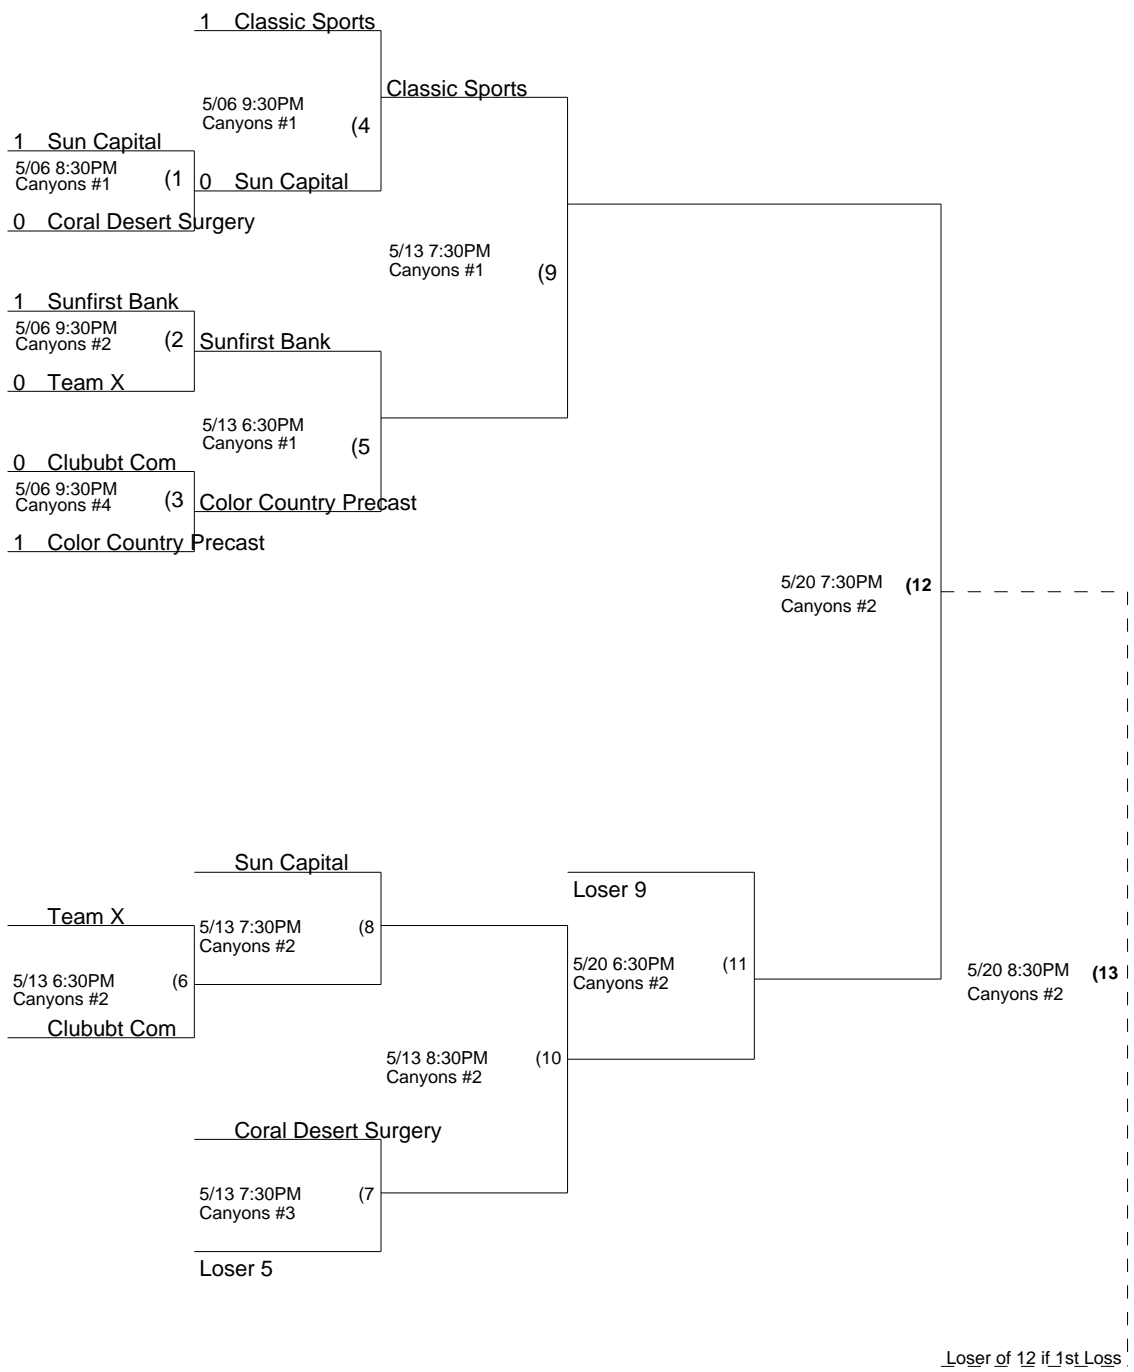 1 Classic Sports
Classic Sports
5/06 9:30PM
Canyons #1
(4
1 Sun Capital
5/06 8:30PM
Canyons #1
(1
0 Sun Capital
0 Coral Desert Surgery
5/13 7:30PM
Canyons #1
(9
1 Sunfirst Bank
5/06 9:30PM
Canyons #2
(2
Sunfirst Bank
0 Team X
5/13 6:30PM
Canyons #1
(5
0 Clububt Com
5/06 9:30PM
Canyons #4
(3
Color Country Precast
1 Color Country Precast
5/20 7:30PM
Canyons #2
(12
Sun Capital
Loser 9
Team X
5/13 7:30PM
Canyons #2
(8
5/13 6:30PM
Canyons #2
(6
5/20 6:30PM
Canyons #2
(11
5/20 8:30PM
Canyons #2
(13
Clububt Com
5/13 8:30PM
Canyons #2
(10
Coral Desert Surgery
5/13 7:30PM
Canyons #3
(7
Loser 5
Loser of 12 if 1st Loss